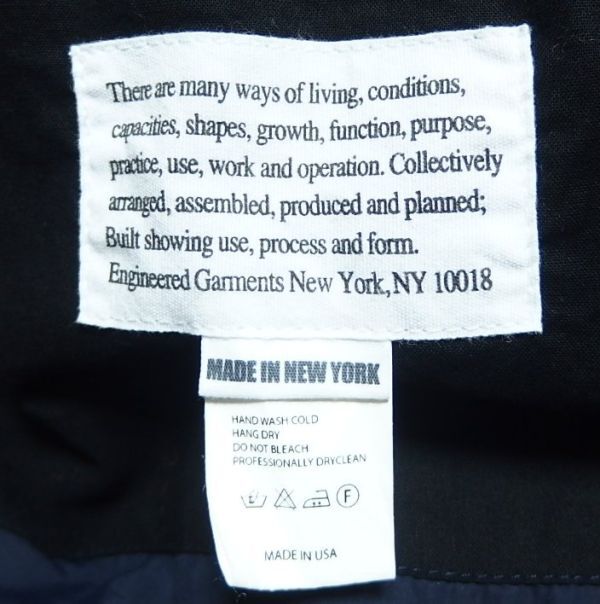 There are many ways of living, conditions,
capacities, shapes, growth, function, purpose,
practice, use, work and operation. Collectively
arranged, assembled, produced and planned;
Built showing use, process and form.
Engineered Garments New York, NY 10018
MADE IN NEW YORK
HAND WASH COLD
HANG DRY
DO NOT BLEACH
PROFESSIONALLY DRYCLEAN
F
MADE IN USA